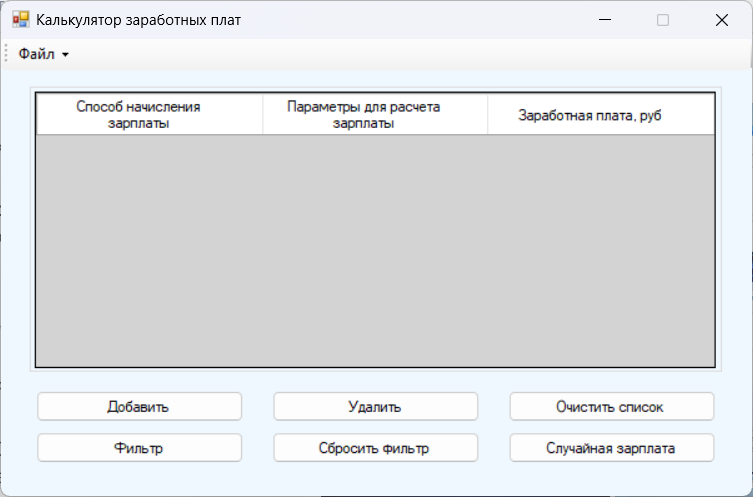 Калькулятор заработных плат
Файл
Способ начисления
зарплаты
Параметры для расчета
зарплаты
Заработная плата, руб
Добавить
Удалить
Очистить список
Фильтр
Сбросить фильтр
Случайная зарплата